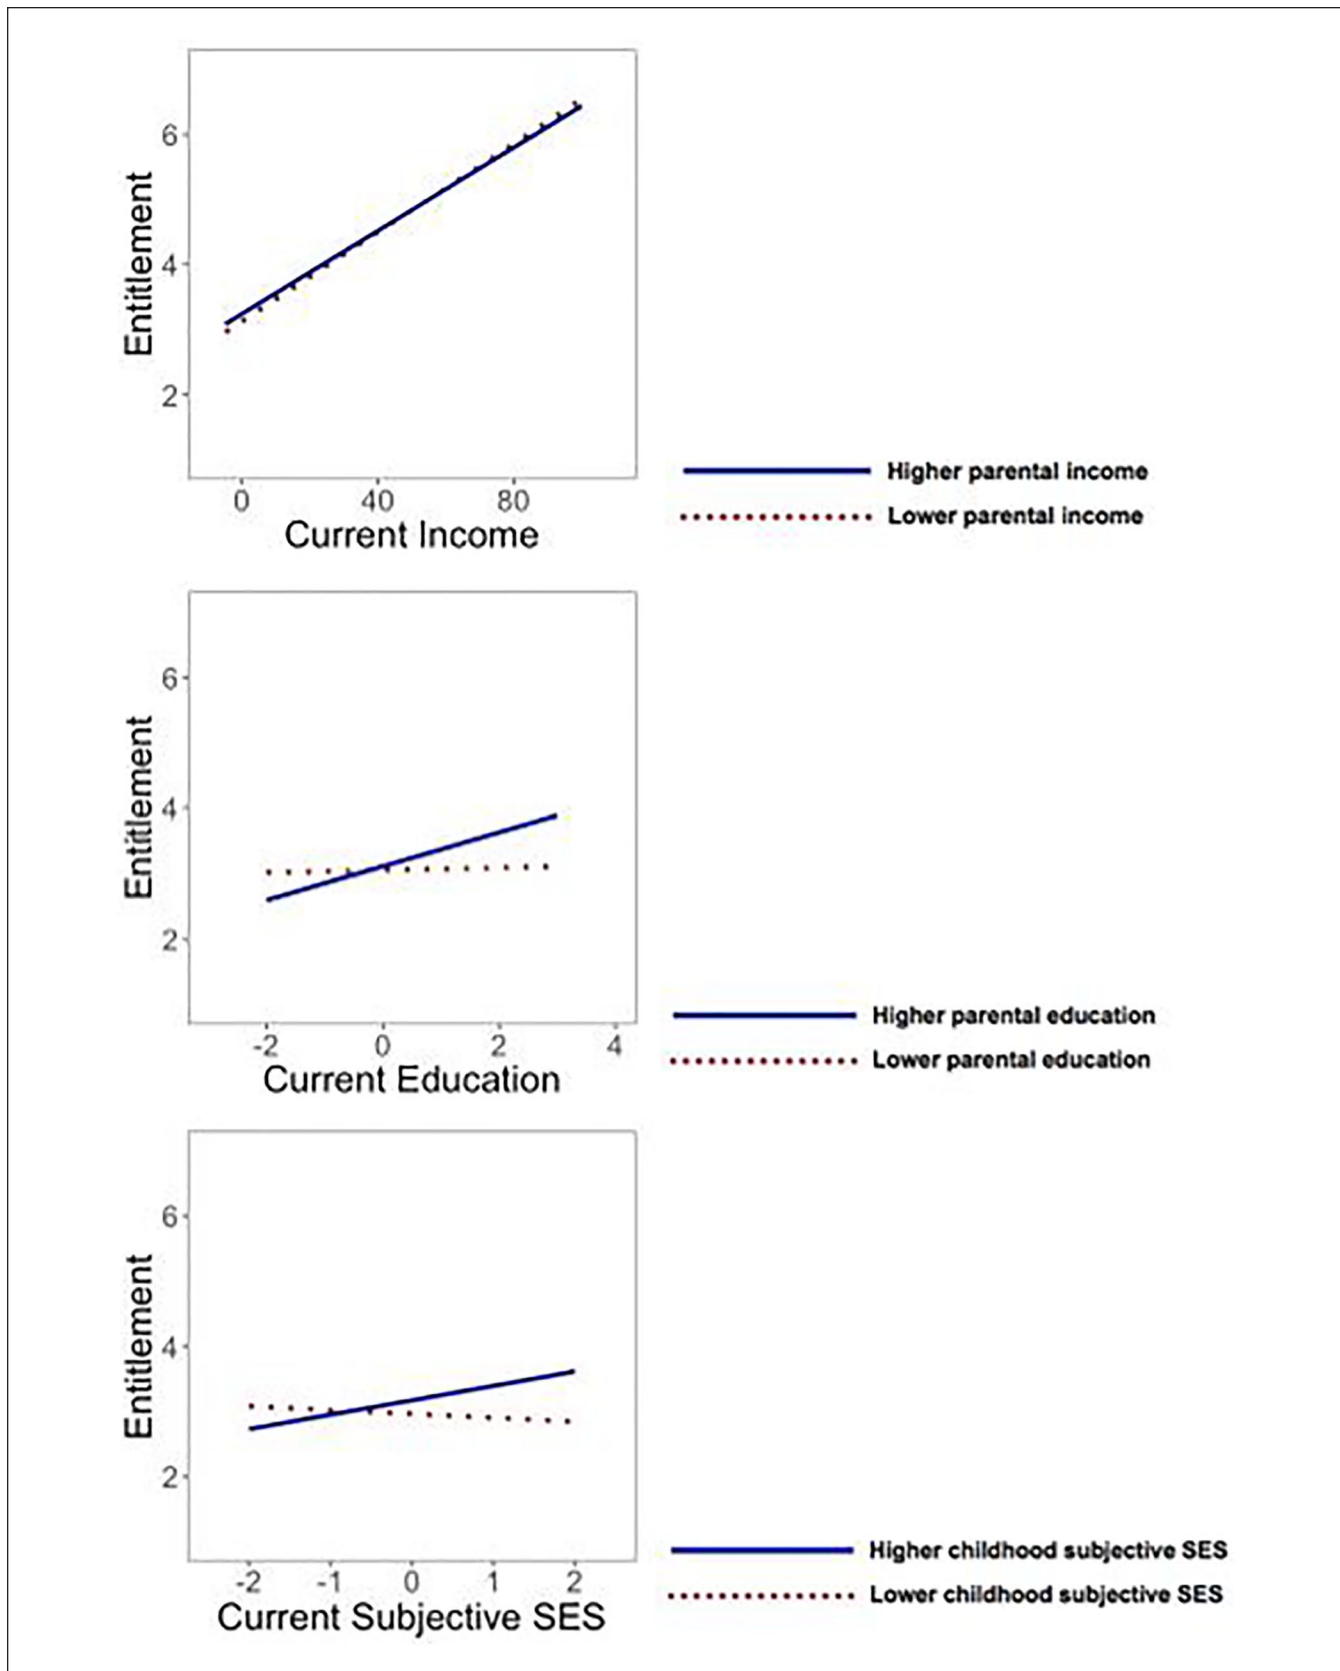 Entitlement
6
4
2
0 40 80
Current Income
Higher parental income
Lower parental income
Entitlement
6
4
2
-2 0 2 4
Current Education
Higher parental education
Lower parental education
Entitlement
6
4
2
-2 -1 0 1 2
Current Subjective SES
Higher childhood subjective SES
Lower childhood subjective SES